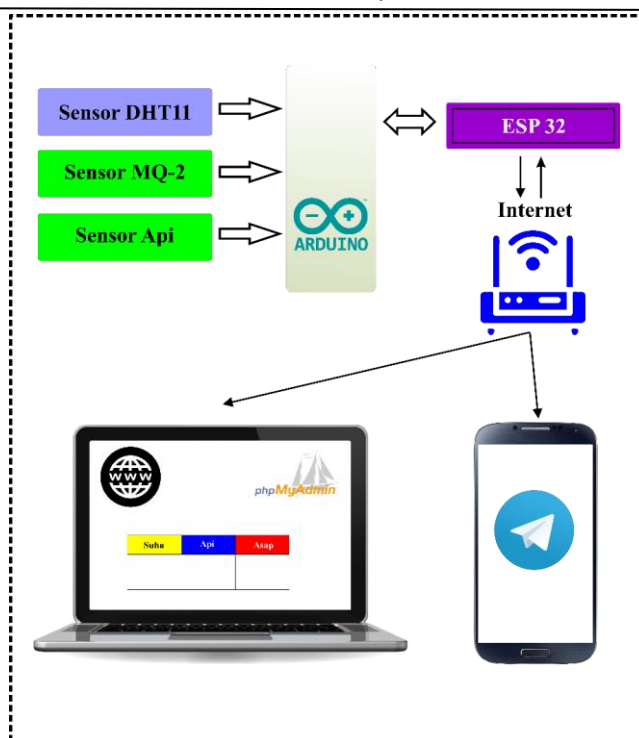 Sensor DHT11
Sensor MQ-2
Sensor Api
ARDUINO
ESP 32
Internet
WWW
phpMyAdmin
Suhu Api Asap